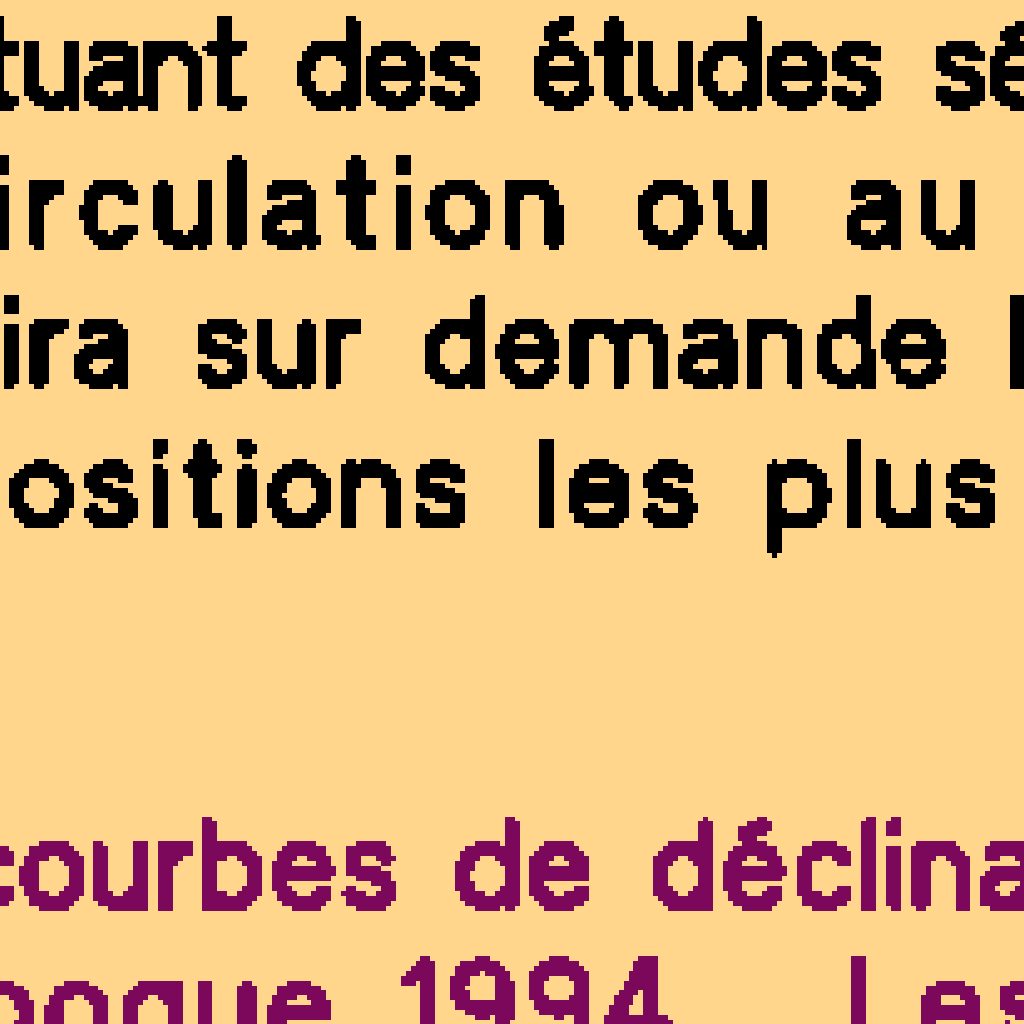 tuant des études sé
irculation ou au
ira sur demande
ositions les plus
courbes de déclina
poque 1994. Les